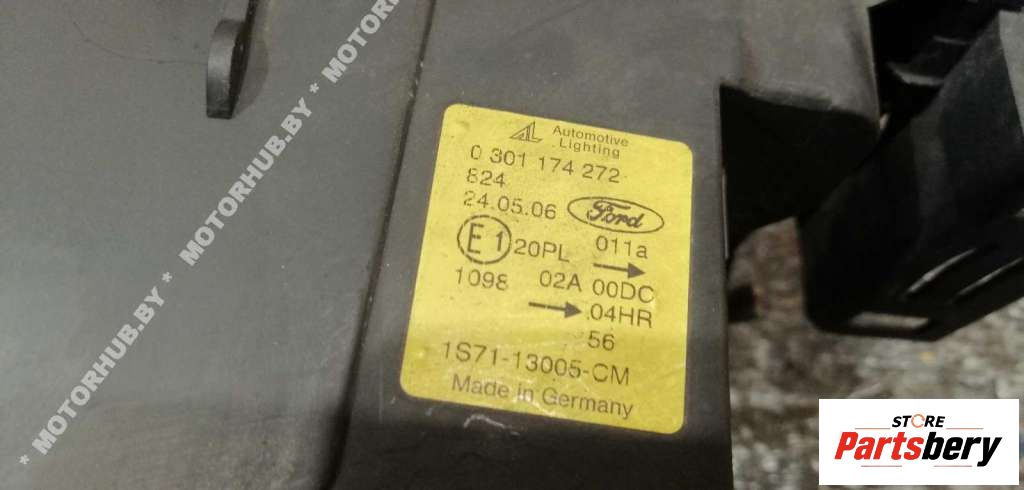 * MOTORHUB.BY * MOTORHUB.BY * MOTORHUB.BY
AL Automotive
Lighting
0 301 174 272
824
24.05.06 Ford
E1 20PL 011a →
1098 02A 00DC
→ .04HR
56
1S71-13005-CM
Made in Germany
STORE
Partsbery